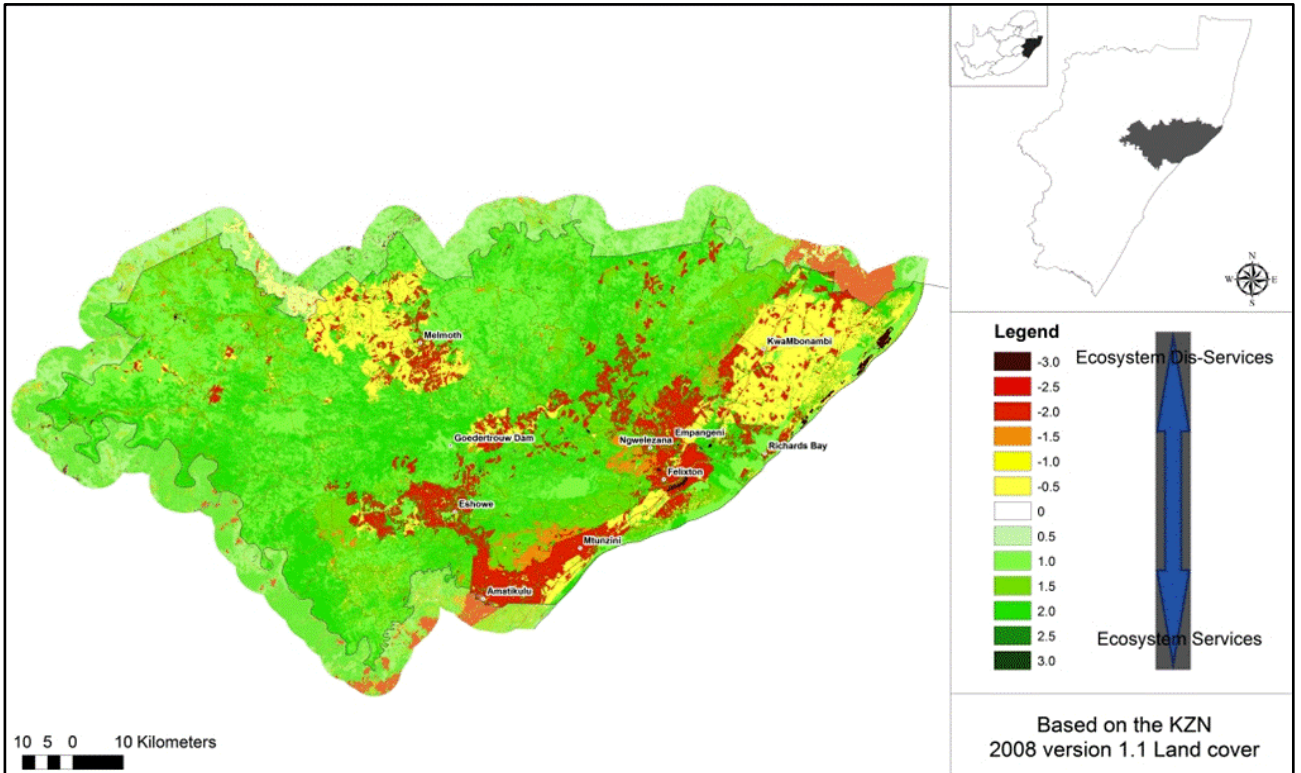 Melmoth
KwaMbonambi
Goedertrouw Dam
Ngwelezana
Empangeni
Richards Bay
Felixton
Eshowe
Mtunzini
Amatikulu
10 5 0 10 Kilometers
N
W E
S
Legend
-3.0
-2.5
-2.0
-1.5
-1.0
-0.5
0
0.5
1.0
1.5
2.0
2.5
3.0
Ecosystem Dis-Services
Ecosystem Services
Based on the KZN
2008 version 1.1 Land cover